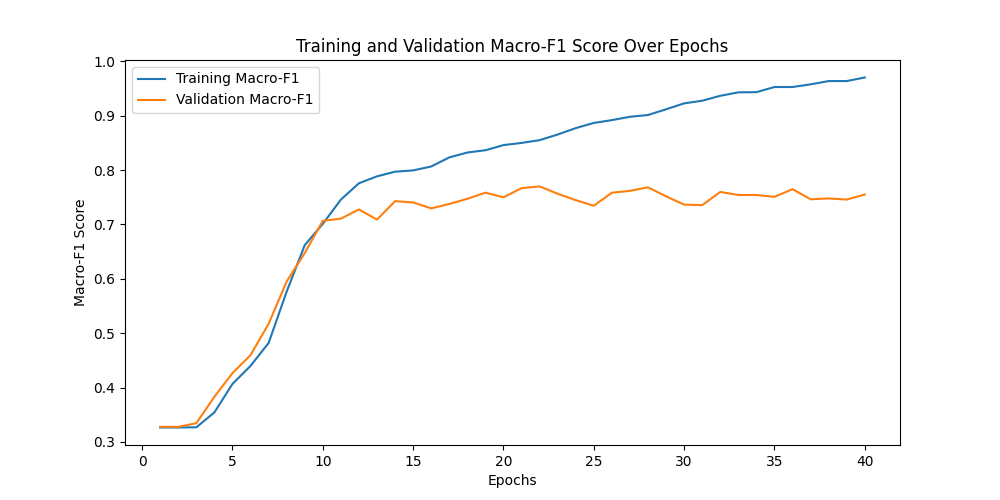 Training and Validation Macro-F1 Score Over Epochs
Training Macro-F1
Validation Macro-F1
Macro-F1 Score
1.0
0.9
0.8
0.7
0.6
0.5
0.4
0.3
0 5 10 15 20 25 30 35 40
Epochs